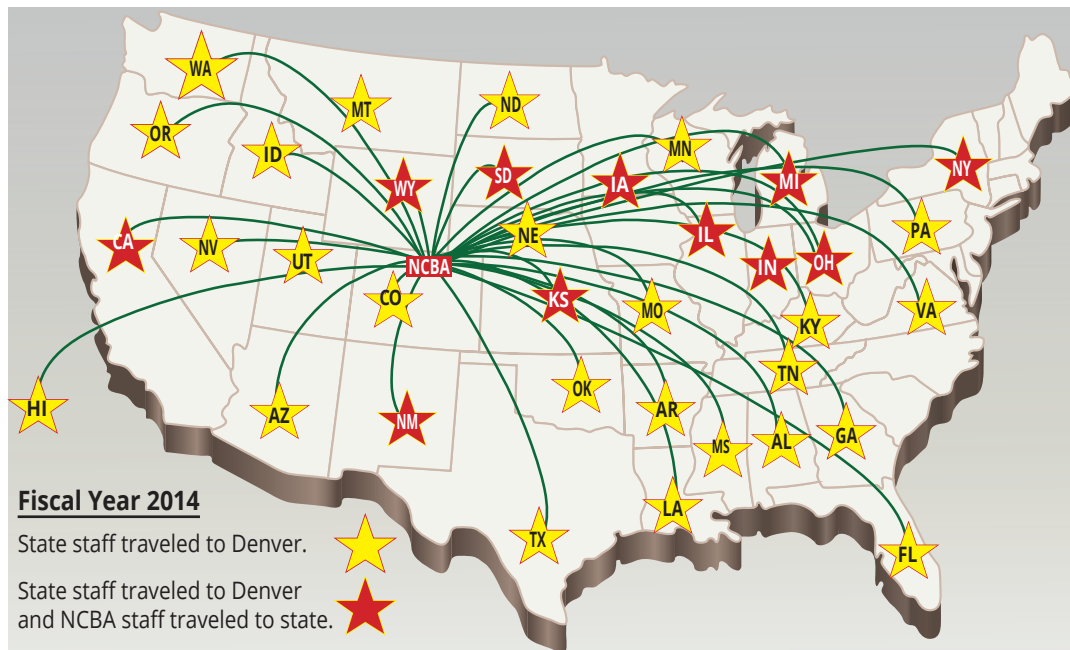 WA
MT
ND
OR
ID
MN
WY
SD
IA
MI
NY
CA
NV
UT
NE
IL
PA
NCBA
IN
OH
CO
KS
MO
KY
VA
TN
HI
AZ
NM
OK
AR
MS
AL
GA
LA
TX
FL
Fiscal Year 2014
State staff traveled to Denver.
State staff traveled to Denver
and NCBA staff traveled to state.